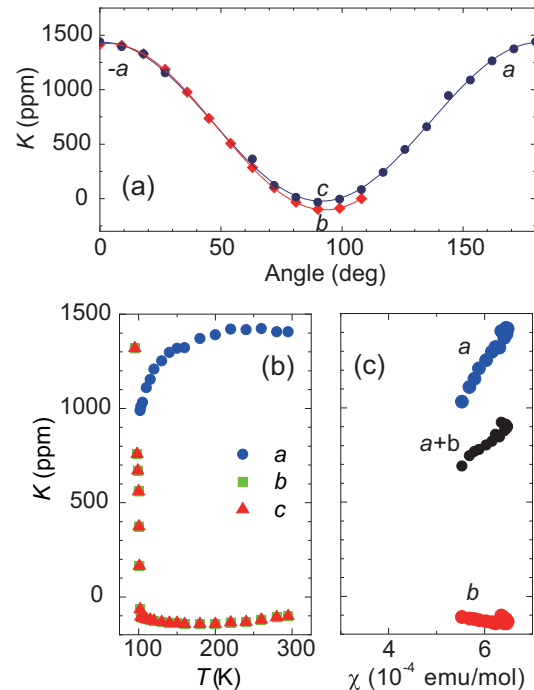 1500
1000
500
0
K (ppm)
-a
a
c
b
(a)
0 50 100 150
Angle (deg)
1500
1000
500
0
K (ppm)
(b)
a
b
c
100 200 300
T(K)
(c)
a
a+b
b
4 6
χ (10⁻⁴ emu/mol)